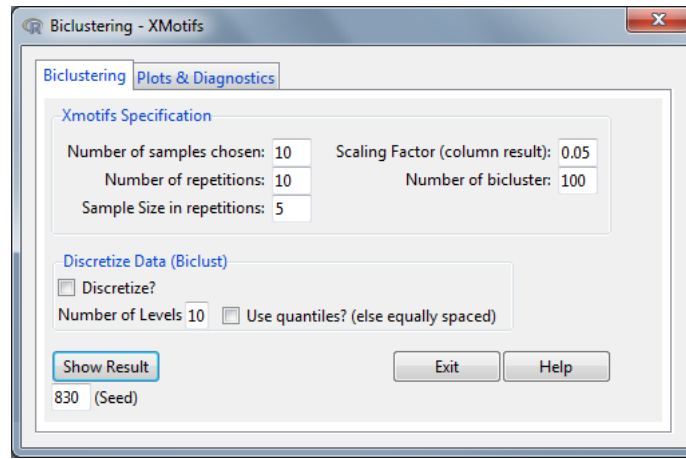 Biclustering - XMotifs
Biclustering Plots & Diagnostics
Xmotifs Specification
Number of samples chosen: 10 Scaling Factor (column result): 0.05
Number of repetitions: 10 Number of bicluster: 100
Sample Size in repetitions: 5
Discretize Data (Biclust)
Discretize?
Number of Levels 10 Use quantiles? (else equally spaced)
Show Result Exit Help
830 (Seed)